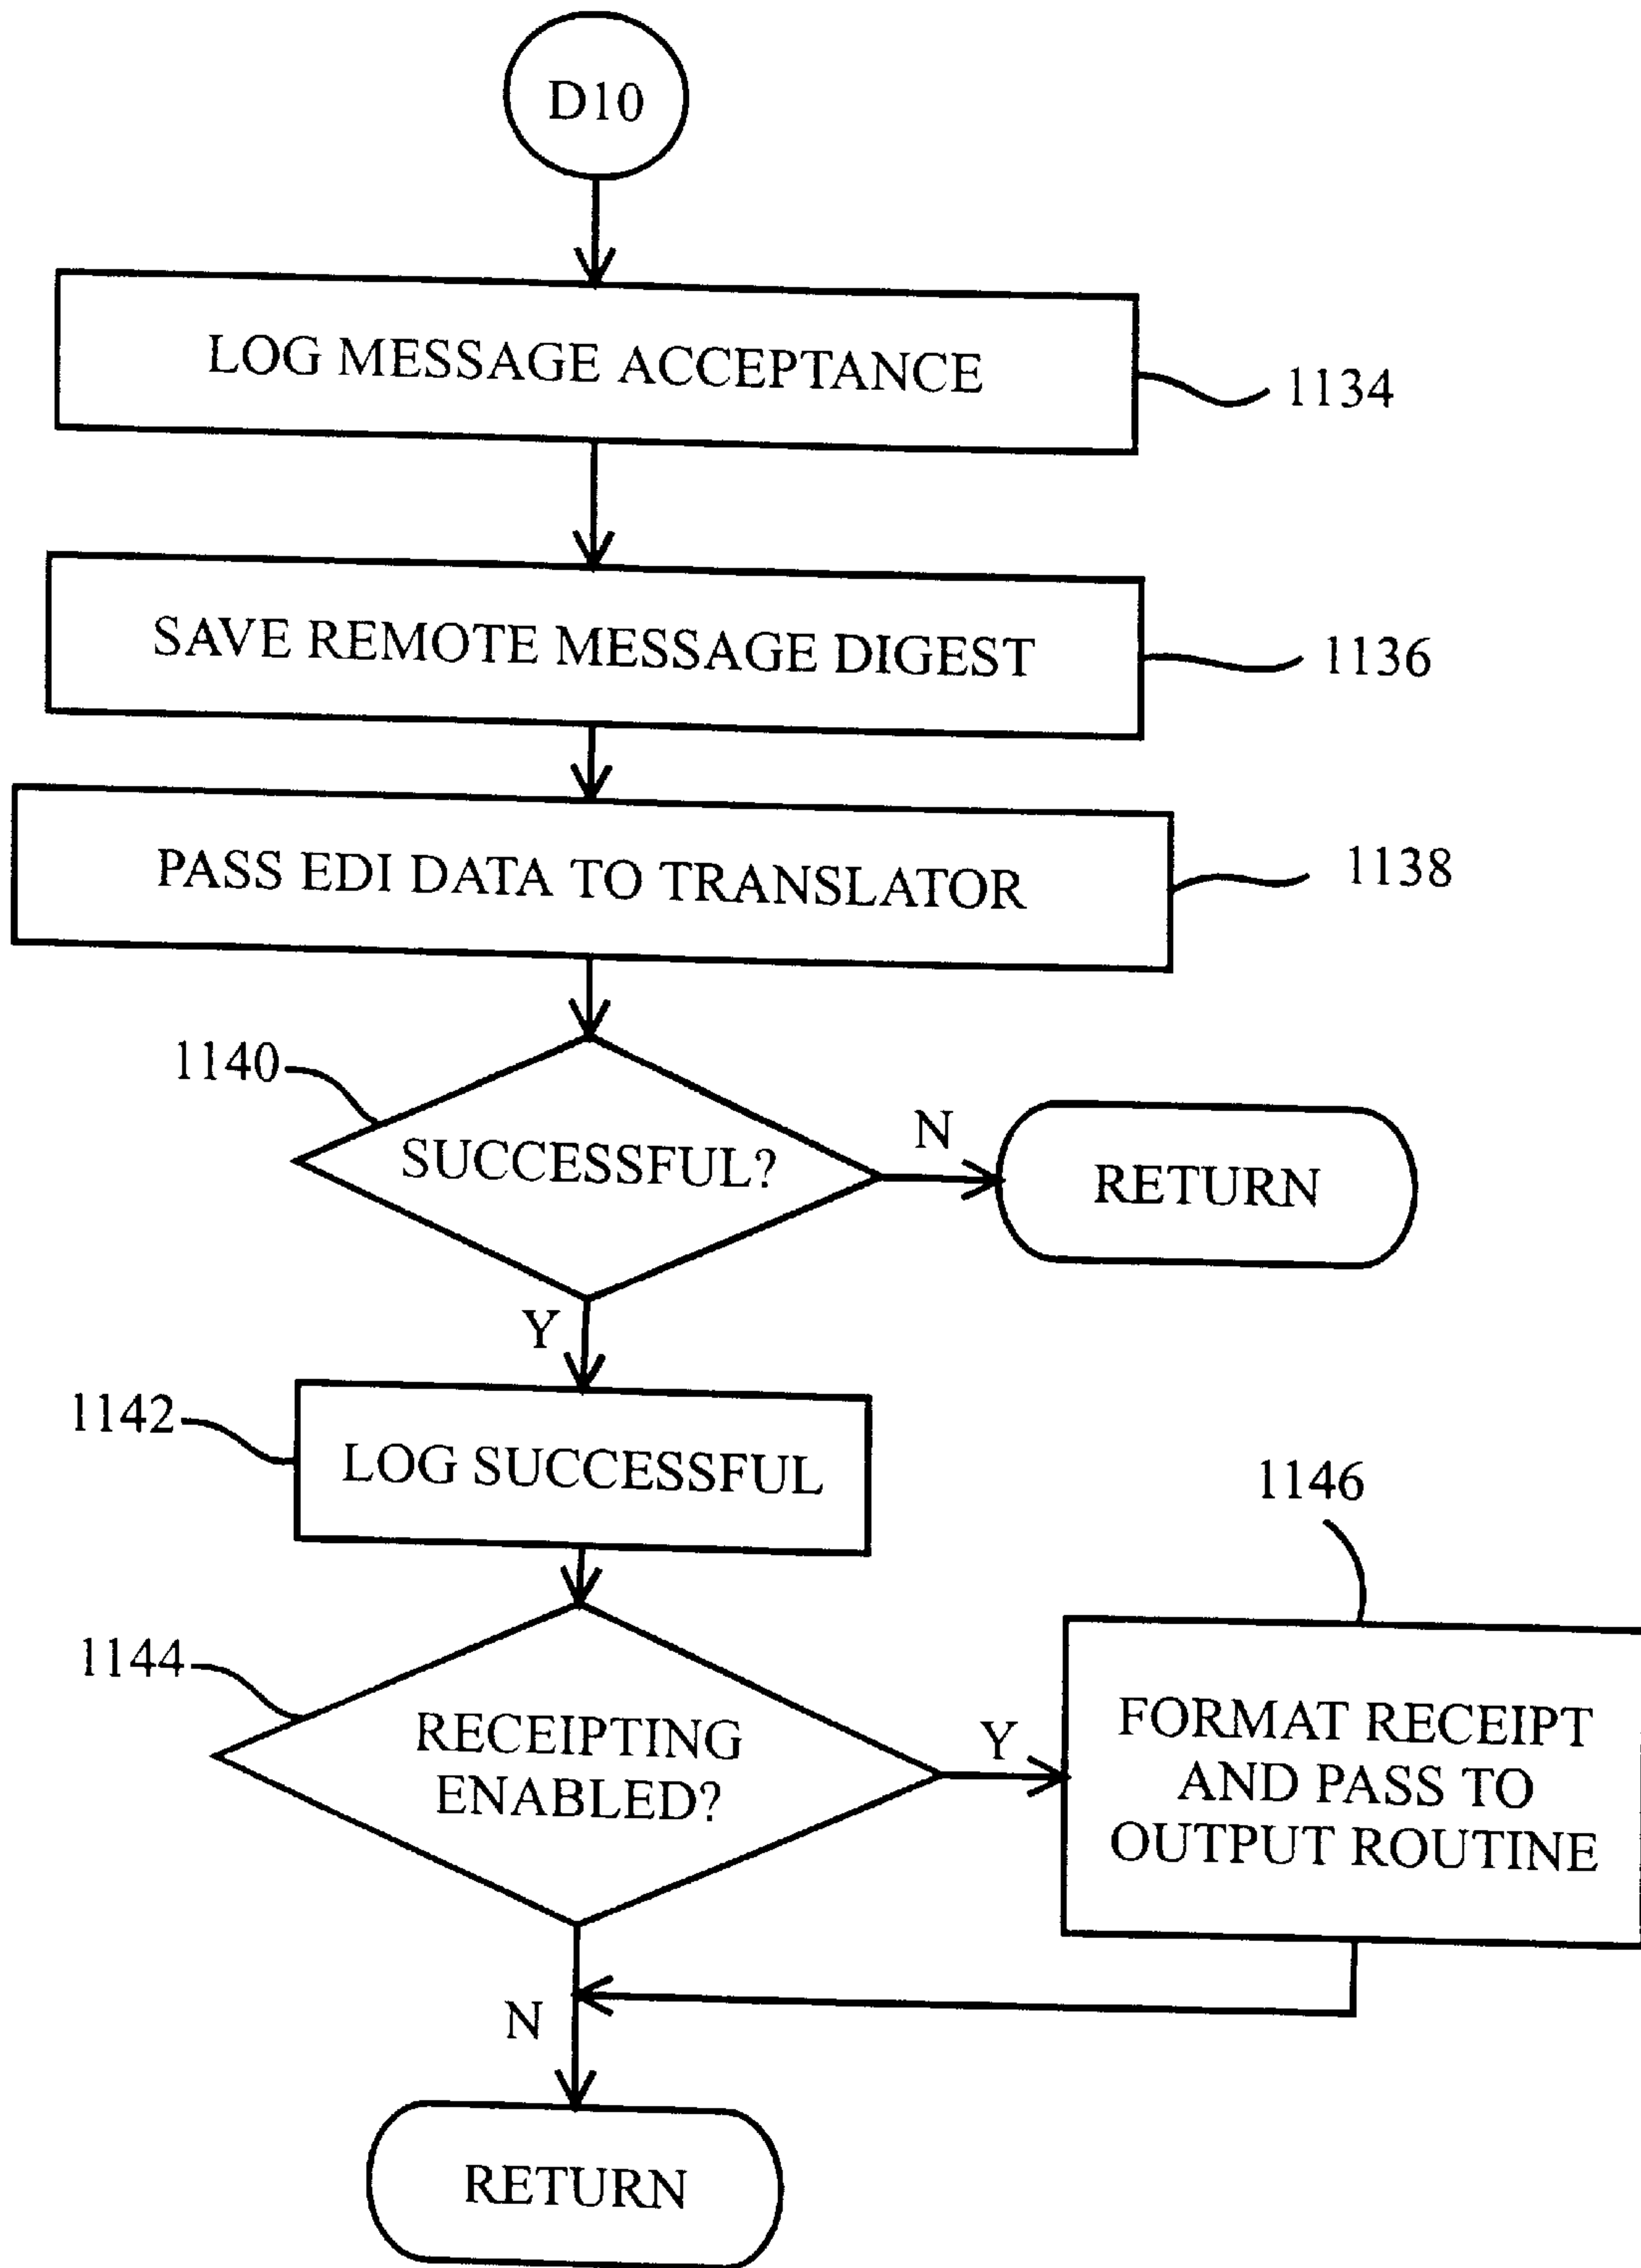 D10
LOG MESSAGE ACCEPTANCE
1134
SAVE REMOTE MESSAGE DIGEST
1136
PASS EDI DATA TO TRANSLATOR
1138
1140
SUCCESSFUL?
N
RETURN
Y
1142
LOG SUCCESSFUL
1146
1144
RECEIPTING
ENABLED?
Y
FORMAT RECEIPT
AND PASS TO
OUTPUT ROUTINE
N
RETURN